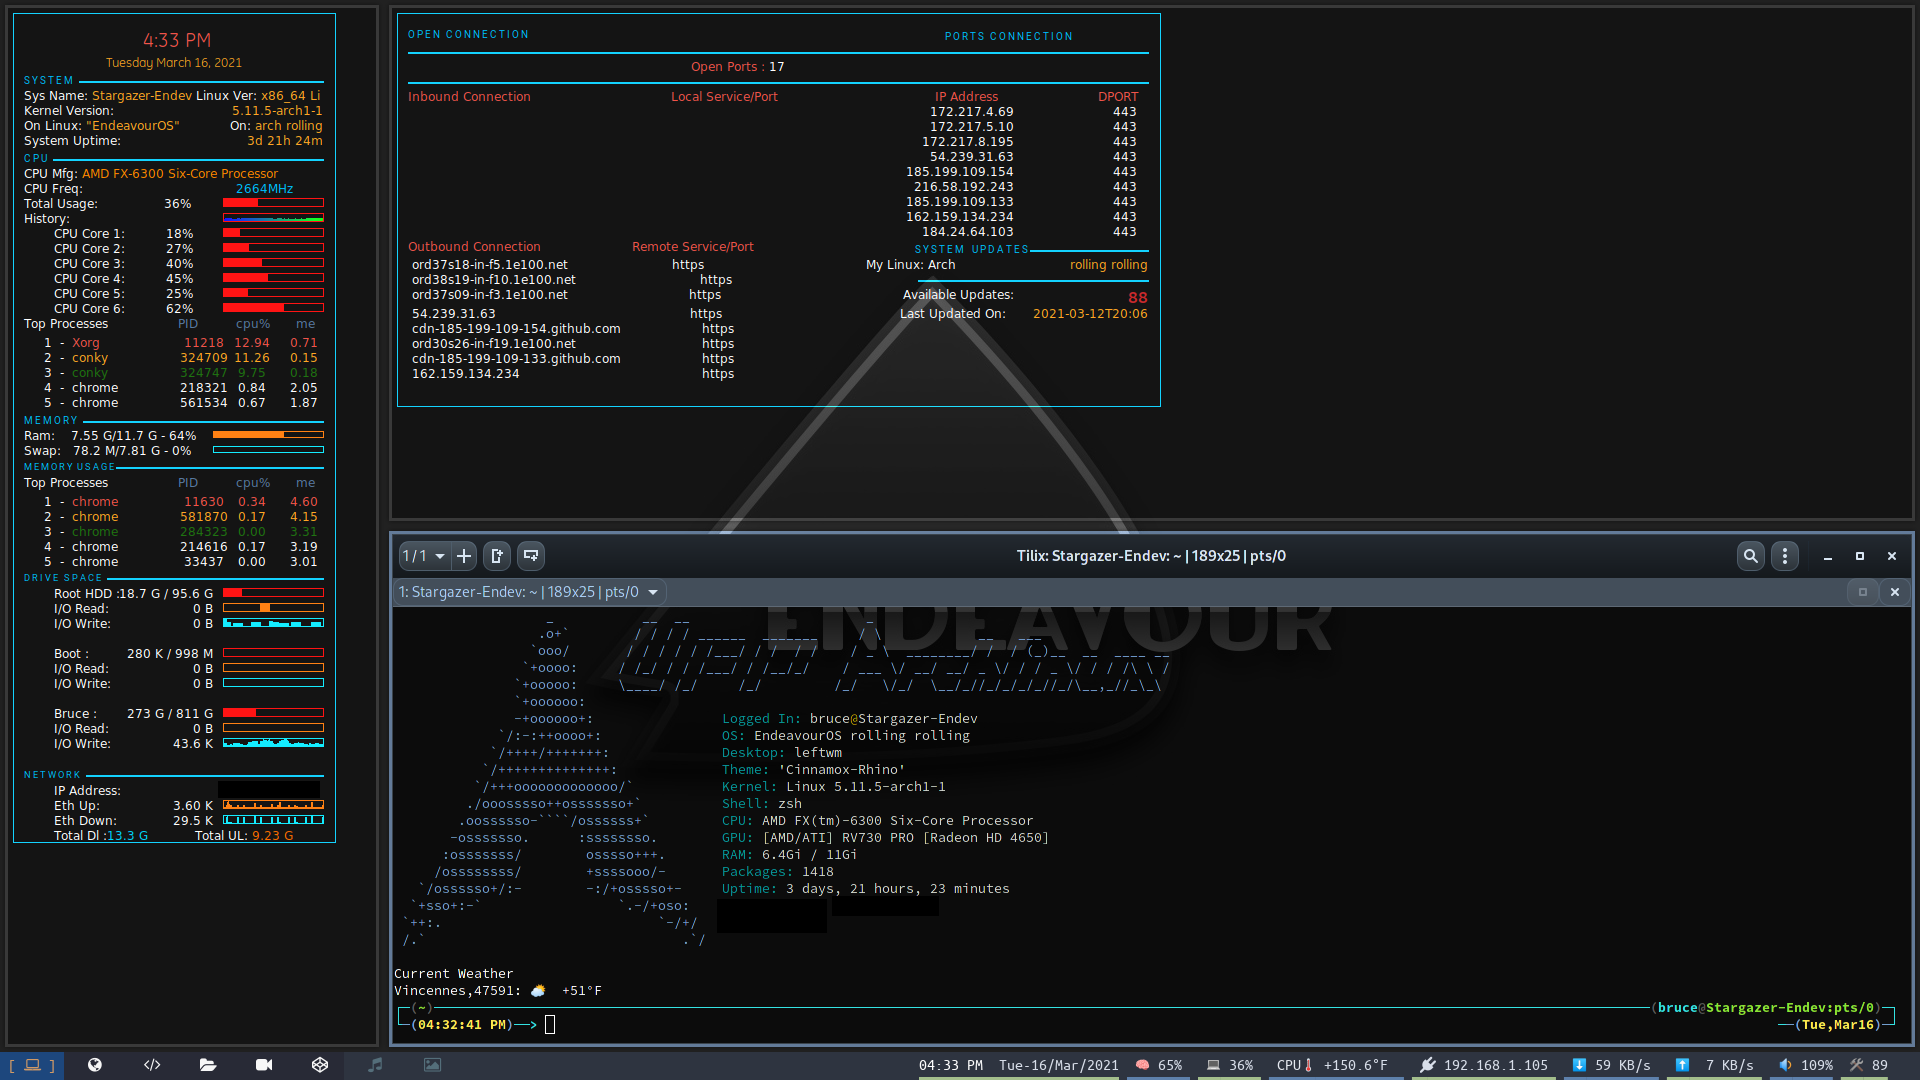 4:33 PM
Tuesday March 16, 2021
SYSTEM
Sys Name: Stargazer-Endev Linux Ver: x86_64 Li
Kernel Version: 5.11.5-arch1-1
On Linux: "EndeavourOS" On: arch rolling
System Uptime: 3d 21h 24m
CPU
CPU Mfg: AMD FX-6300 Six-Core Processor
CPU Freq: 2664MHz
Total Usage: 36%
History:
CPU Core 1: 18%
CPU Core 2: 27%
CPU Core 3: 40%
CPU Core 4: 45%
CPU Core 5: 25%
CPU Core 6: 62%
Top Processes PID cpu% me
1 - Xorg 11218 12.94 0.71
2 - conky 324709 11.26 0.15
3 - conky 324747 9.75 0.18
4 - chrome 218321 0.84 2.05
5 - chrome 561534 0.67 1.87
MEMORY
Ram: 7.55 G/11.7 G - 64%
Swap: 78.2 M/7.81 G - 0%
MEMORY USAGE
Top Processes PID cpu% me
1 - chrome 11630 0.34 4.60
2 - chrome 581870 0.17 4.15
3 - chrome 284323 0.00 3.31
4 - chrome 214616 0.17 3.19
5 - chrome 33437 0.00 3.01
DRIVE SPACE
Root HDD :18.7 G / 95.6 G
I/O Read: 0 B
I/O Write: 0 B
Boot : 280 K / 998 M
I/O Read: 0 B
I/O Write: 0 B
Bruce : 273 G / 811 G
I/O Read: 0 B
I/O Write: 43.6 K
NETWORK
IP Address:
Eth Up: 3.60 K
Eth Down: 29.5 K
Total Dl :13.3 G Total UL: 9.23 G
OPEN CONNECTION PORTS CONNECTION
Open Ports : 17
Inbound Connection Local Service/Port IP Address DPORT
172.217.4.69 443
172.217.5.10 443
172.217.8.195 443
54.239.31.63 443
185.199.109.154 443
216.58.192.243 443
185.199.109.133 443
162.159.134.234 443
184.24.64.103 443
Outbound Connection Remote Service/Port SYSTEM UPDATES
ord37s18-in-f5.1e100.net https My Linux: Arch rolling rolling
ord38s19-in-f10.1e100.net https
ord37s09-in-f3.1e100.net https Available Updates: 88
54.239.31.63 https Last Updated On: 2021-03-12T20:06
cdn-185-199-109-154.github.com https
ord30s26-in-f19.1e100.net https
cdn-185-199-109-133.github.com https
162.159.134.234 https
1/1 Tilix: Stargazer-Endev: ~ | 189x25 | pts/0
1: Stargazer-Endev: ~ | 189x25 | pts/0
ENDEAVOUR
Logged In: bruce@Stargazer-Endev
OS: EndeavourOS rolling rolling
Desktop: leftwm
Theme: 'Cinnamox-Rhino'
Kernel: Linux 5.11.5-arch1-1
Shell: zsh
CPU: AMD FX(tm)-6300 Six-Core Processor
GPU: [AMD/ATI] RV730 PRO [Radeon HD 4650]
RAM: 6.4Gi / 11Gi
Packages: 1418
Uptime: 3 days, 21 hours, 23 minutes
Current Weather
Vincennes,47591: +51°F
(~) (bruce@Stargazer-Endev:pts/0)
(04:32:41 PM)—> (Tue,Mar16)
[ ] </> 04:33 PM Tue-16/Mar/2021 65% 36% CPU +150.6°F 192.168.1.105 59 KB/s 7 KB/s 109% 89